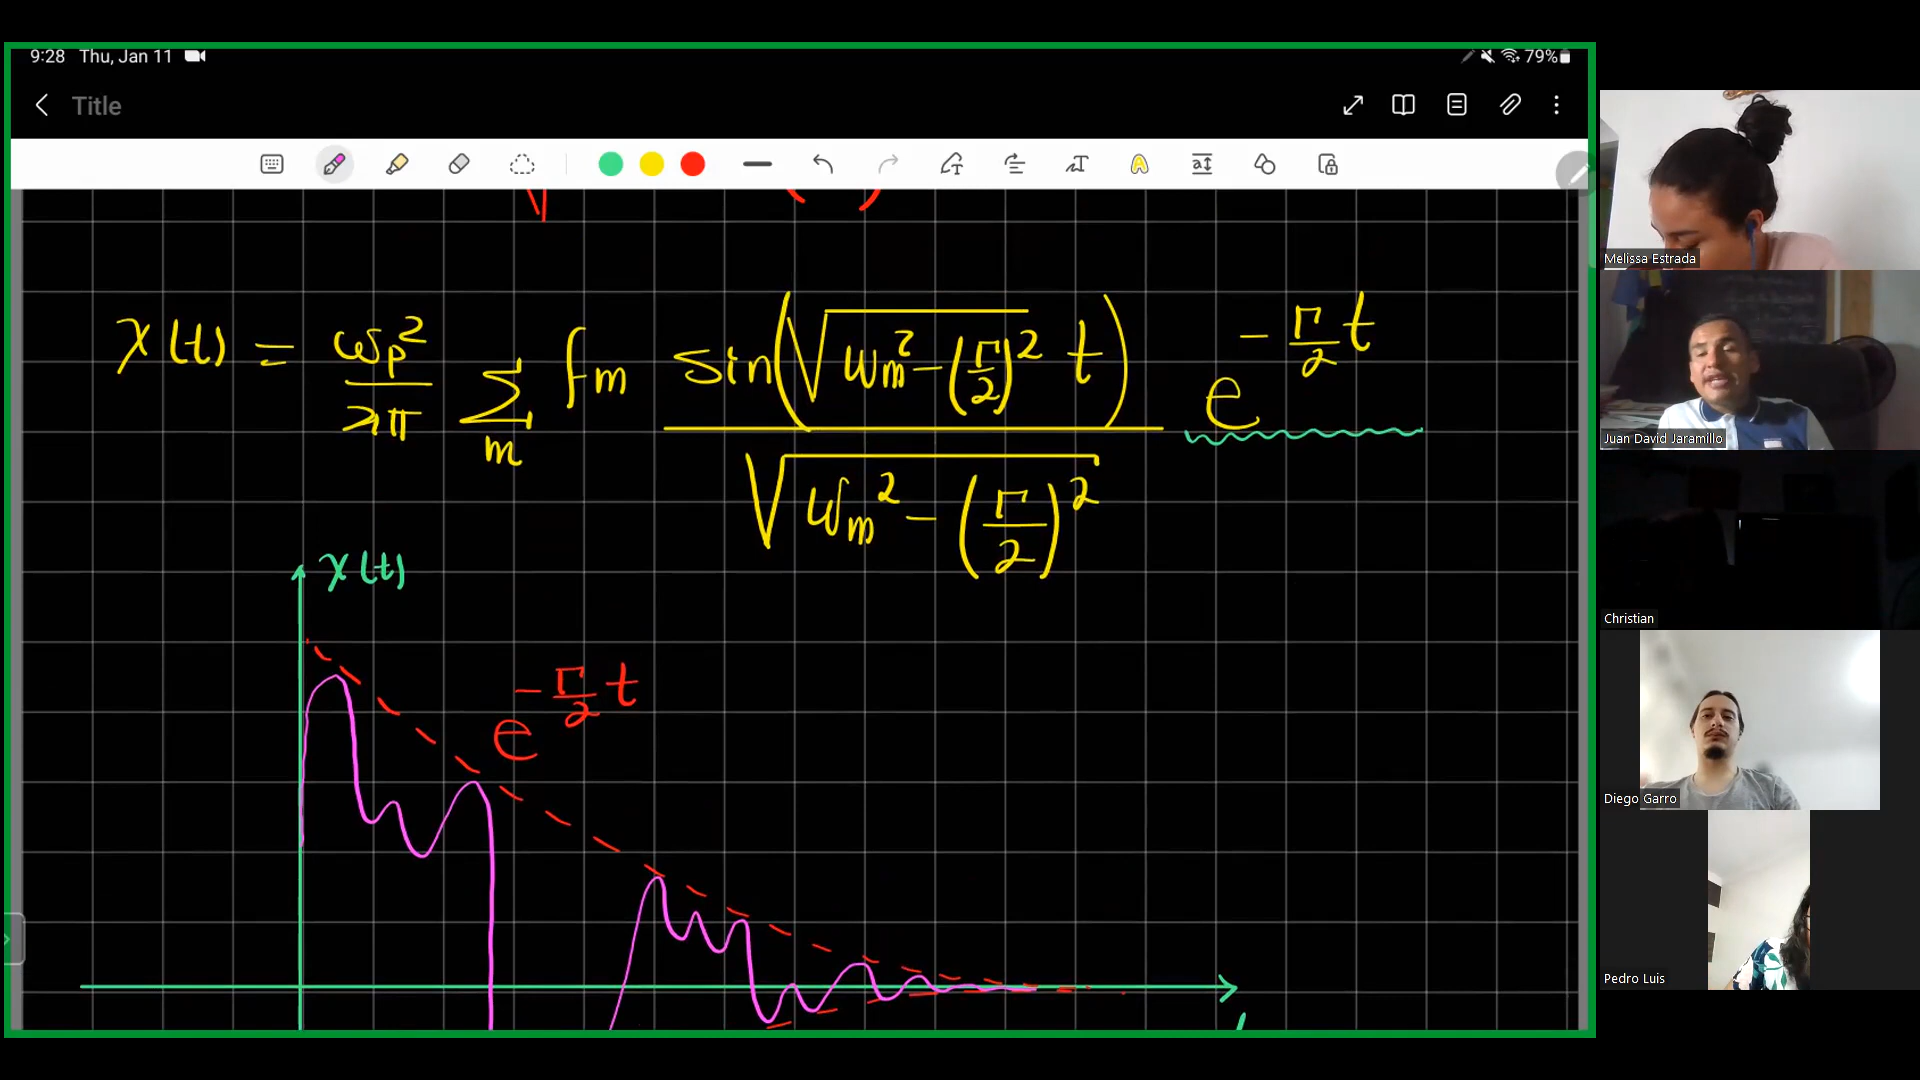 9:28 Thu, Jan 11 79%
Title
χ(t) = ωp² / 2π Σm fm sin(√(ωm² − (Γ/2)²) t) / √(ωm² − (Γ/2)²) e^(−Γ/2 t)
χ(t)
e^(−Γ/2 t)
Melissa Estrada
Juan David Jaramillo
Christian
Diego Garro
Pedro Luis